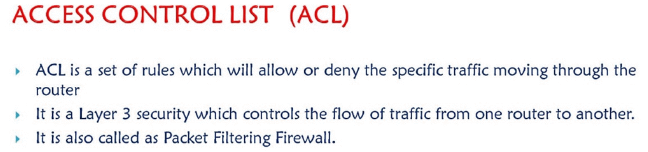 ACCESS CONTROL LIST (ACL)
ACL is a set of rules which will allow or deny the specific traffic moving through the
router
It is a Layer 3 security which controls the flow of traffic from one router to another.
It is also called as Packet Filtering Firewall.